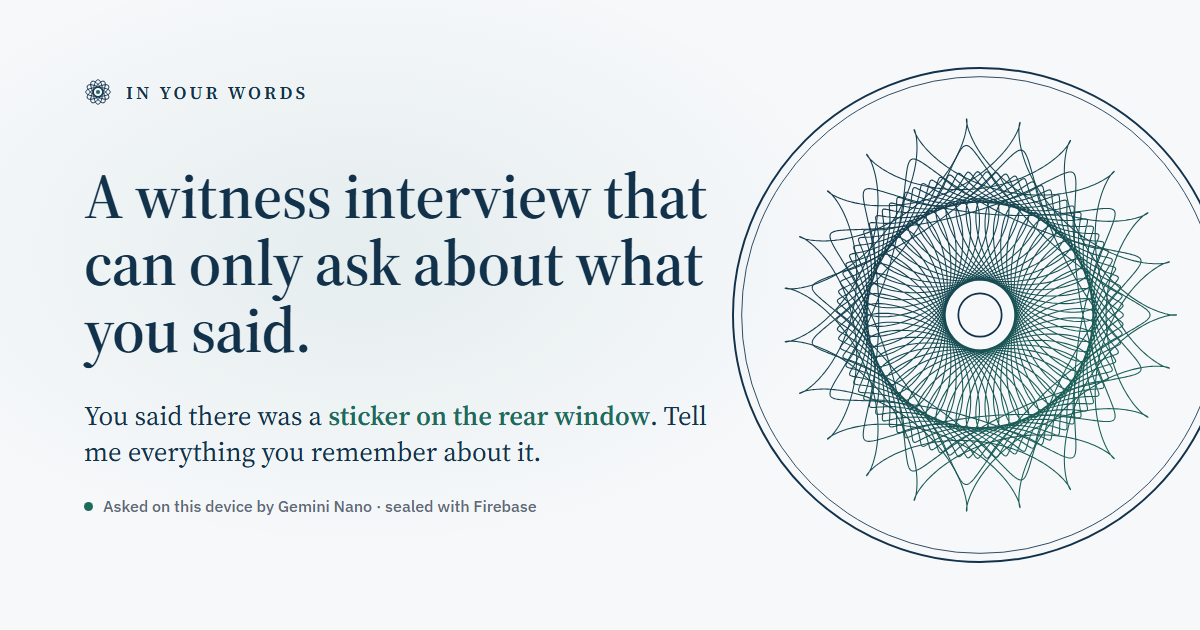 IN YOUR WORDS
A witness interview that
can only ask about what
you said.
You said there was a sticker on the rear window. Tell
me everything you remember about it.
Asked on this device by Gemini Nano · sealed with Firebase